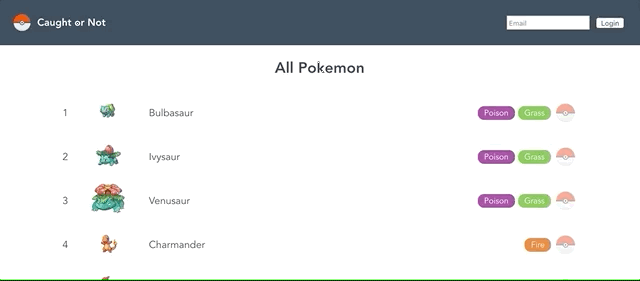 Caught or Not Email Login
All Pokemon
1 Bulbasaur Poison Grass
2 Ivysaur Poison Grass
3 Venusaur Poison Grass
4 Charmander Fire